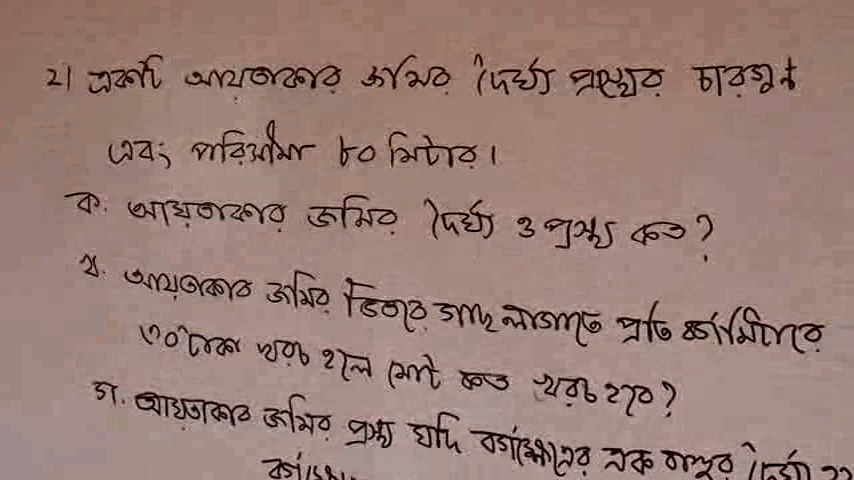 ২। একটি আয়তাকার জমির দৈর্ঘ্য প্রস্থের চারগুণ
এবং পরিসীমা ৮০ মিটার।
ক. আয়তাকার জমির দৈর্ঘ্য ও প্রস্থ কত?
খ. আয়তাকার জমির ভিতরে গাছ লাগাতে প্রতি বর্গমিটারে
৩০ টাকা খরচ হলে মোট কত খরচ হবে?
গ. আয়তাকার জমির প্রস্থ যদি বর্গক্ষেত্রের এক বাহুর দৈর্ঘ্য